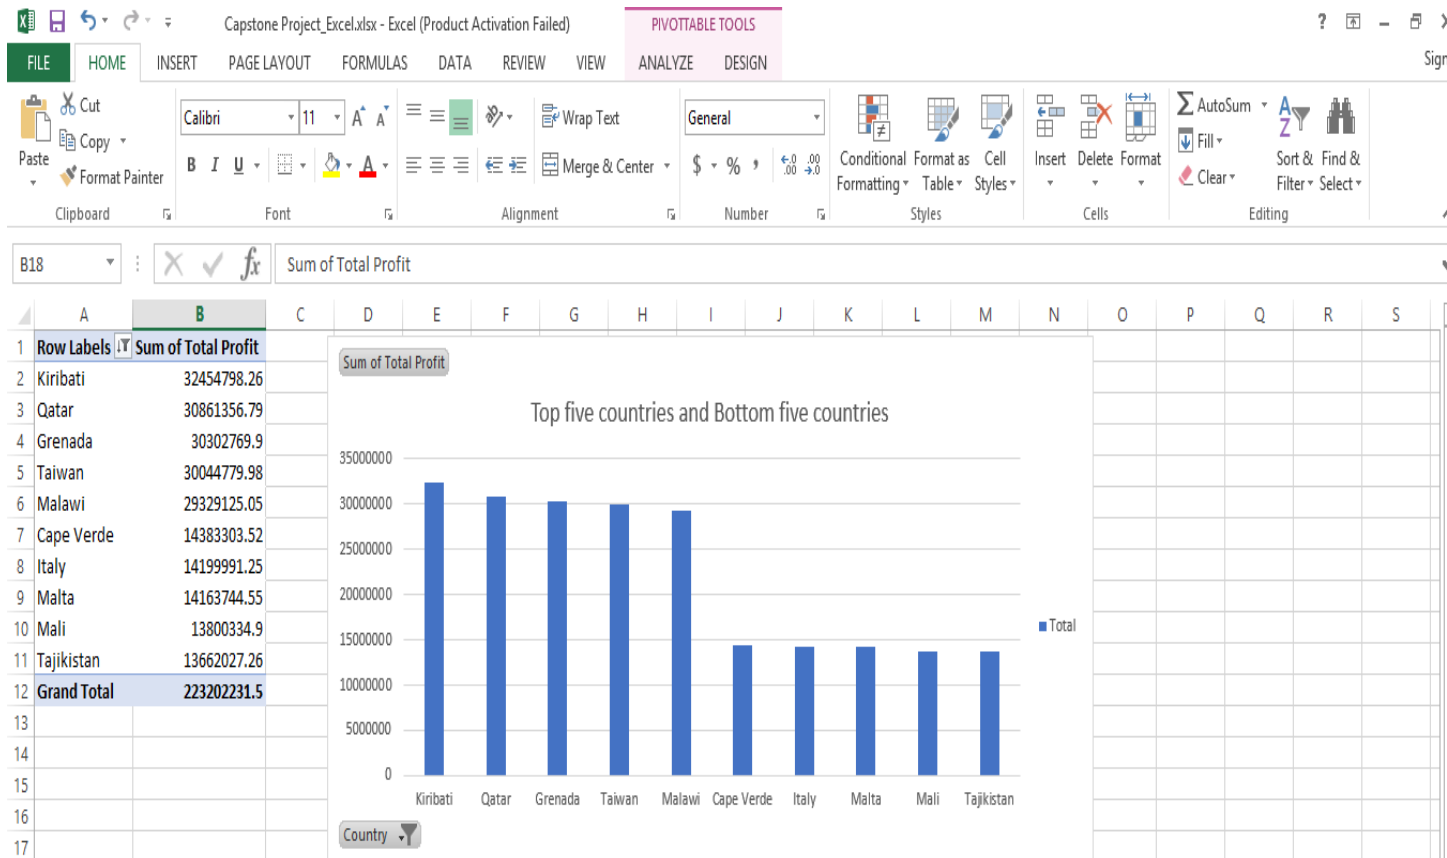 Capstone Project_Excel.xlsx - Excel (Product Activation Failed)
PIVOTTABLE TOOLS
?
FILE HOME INSERT PAGE LAYOUT FORMULAS DATA REVIEW VIEW ANALYZE DESIGN
Paste
Cut
Copy
Format Painter
Clipboard
Calibri 11
B I U
Font
Wrap Text
Merge & Center
Alignment
General
$ % ,
Number
Conditional Formatting
Format as Table
Cell Styles
Styles
Insert Delete Format
Cells
AutoSum
Fill
Clear
Sort & Filter
Find & Select
Editing
B18 fx Sum of Total Profit
A B C D E F G H I J K L M N O P Q R S
1 Row Labels Sum of Total Profit
2 Kiribati 32454798.26
3 Qatar 30861356.79
4 Grenada 30302769.9
5 Taiwan 30044779.98
6 Malawi 29329125.05
7 Cape Verde 14383303.52
8 Italy 14199991.25
9 Malta 14163744.55
10 Mali 13800334.9
11 Tajikistan 13662027.26
12 Grand Total 223202231.5
13
14
15
16
17
Sum of Total Profit
Top five countries and Bottom five countries
35000000
30000000
25000000
20000000
15000000
10000000
5000000
0
Kiribati Qatar Grenada Taiwan Malawi Cape Verde Italy Malta Mali Tajikistan
Total
Country